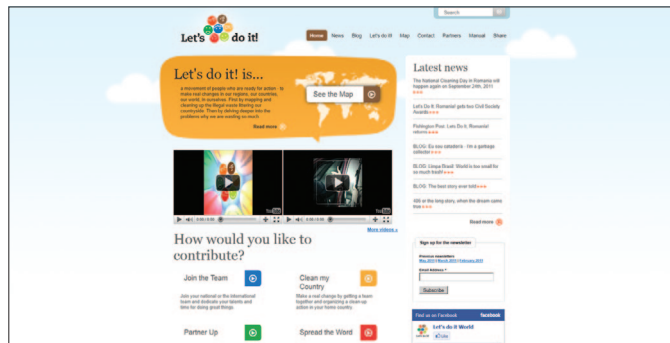 Search
Let's do it!
Home News Blog Let's do it! Map Contact Partners Manual Share
Let's do it! is...
a movement of people who are ready for action - to
make real changes in our regions, our countries,
our world, in ourselves. First by mapping and
cleaning up the illegal waste littering our
countryside. Then by delving deeper into the
problems why we are wasting so much.
Read more
See the Map
Latest news
The National Cleaning Day in Romania will
happen again on September 24th, 2011
Let's Do It, Romania! gets two Civil Society
Awards
Let's Do It, Romania!
returns
BLOG: Eu sou catador/a - I'm a garbage
collector
BLOG: World is too small for
so much trash!
BLOG: The best story ever told
or the long story, when the dream came
true
Read more
0:00 / 0:00
0:00 / 0:00
More videos »
How would you like to
contribute?
Join the Team
Join your national or the international
team and dedicate your talents and
time for doing great things.
Clean my
Country
Make a real change by getting a team
together and organizing a clean-up
action in your home country.
Partner Up
Spread the Word
Sign up for the newsletter
Previous newsletters
Email Address *
Subscribe
Find us on Facebook
facebook
Let's do it World
Like